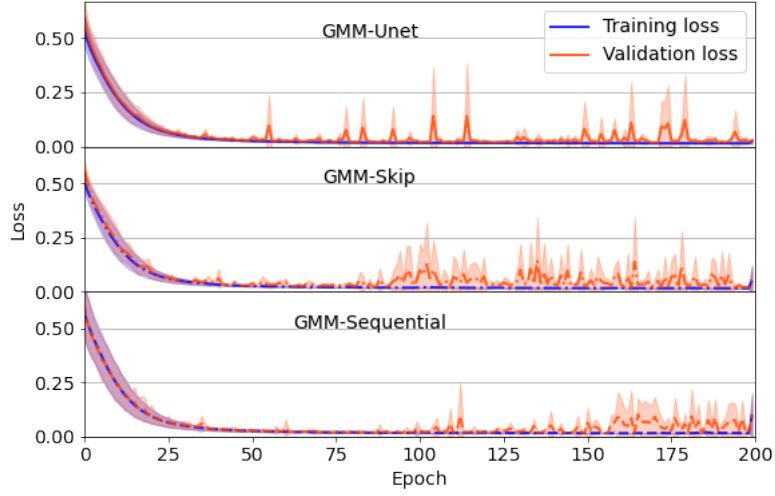 GMM-Unet
Training loss
Validation loss
0.50
0.25
0.00
GMM-Skip
0.50
0.25
0.00
Loss
GMM-Sequential
0.50
0.25
0.00
0 25 50 75 100 125 150 175 200
Epoch